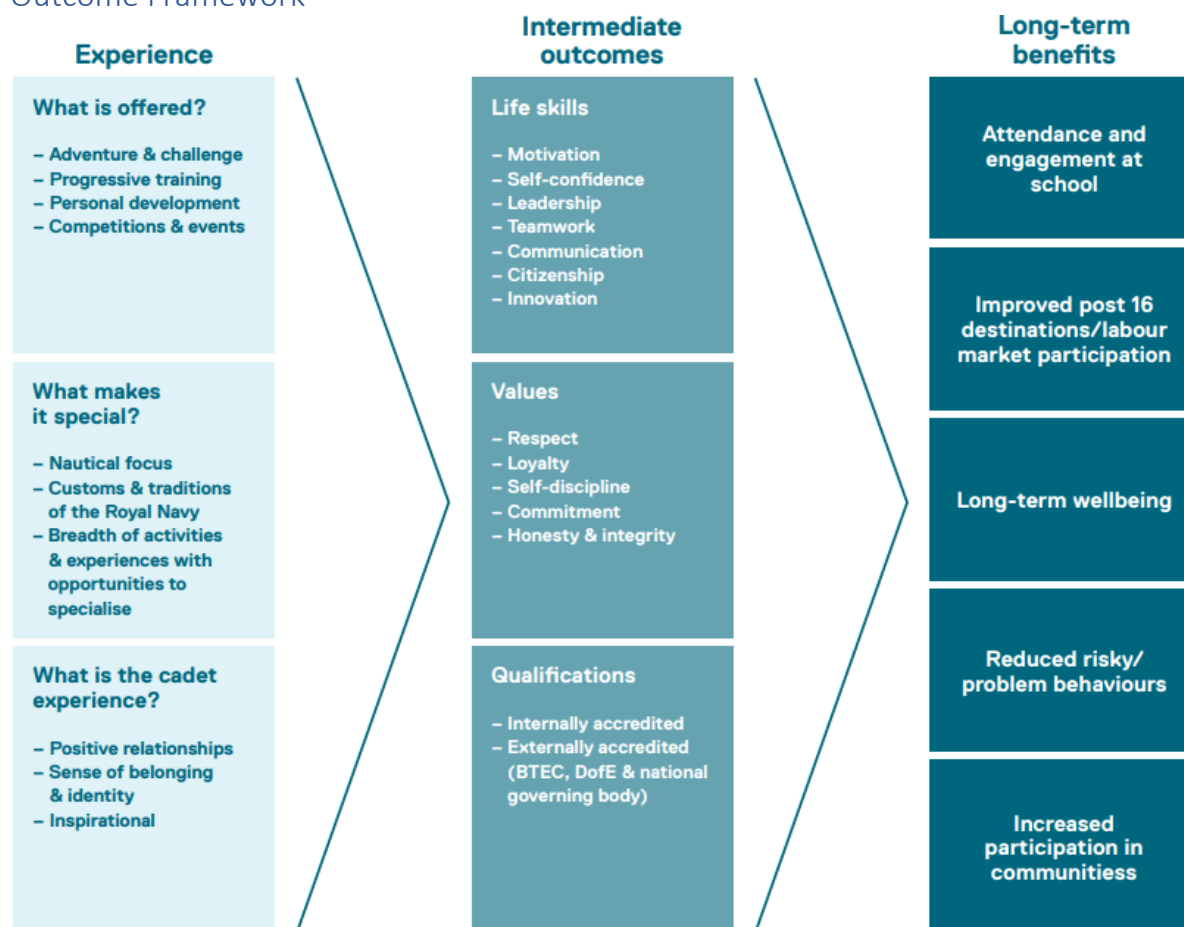 Outcome Framework
Experience
What is offered?
– Adventure & challenge
– Progressive training
– Personal development
– Competitions & events
What makes
it special?
– Nautical focus
– Customs & traditions
of the Royal Navy
– Breadth of activities
& experiences with
opportunities to
specialise
What is the cadet
experience?
– Positive relationships
– Sense of belonging
& identity
– Inspirational
Intermediate
outcomes
Life skills
– Motivation
– Self-confidence
– Leadership
– Teamwork
– Communication
– Citizenship
– Innovation
Values
– Respect
– Loyalty
– Self-discipline
– Commitment
– Honesty & integrity
Qualifications
– Internally accredited
– Externally accredited
(BTEC, DofE & national
governing body)
Long-term
benefits
Attendance and
engagement at
school
Improved post 16
destinations/labour
market participation
Long-term wellbeing
Reduced risky/
problem behaviours
Increased
participation in
communitiess